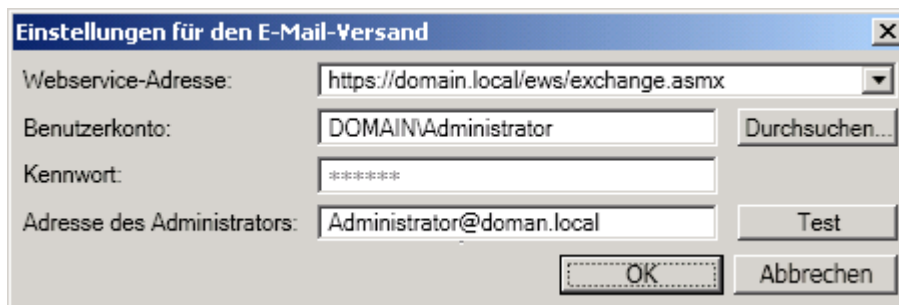 Einstellungen für den E-Mail-Versand
Webservice-Adresse: https://domain.local/ews/exchange.asmx
Benutzerkonto: DOMAIN\Administrator Durchsuchen...
Kennwort: ******
Adresse des Administrators: Administrator@doman.local Test
OK Abbrechen